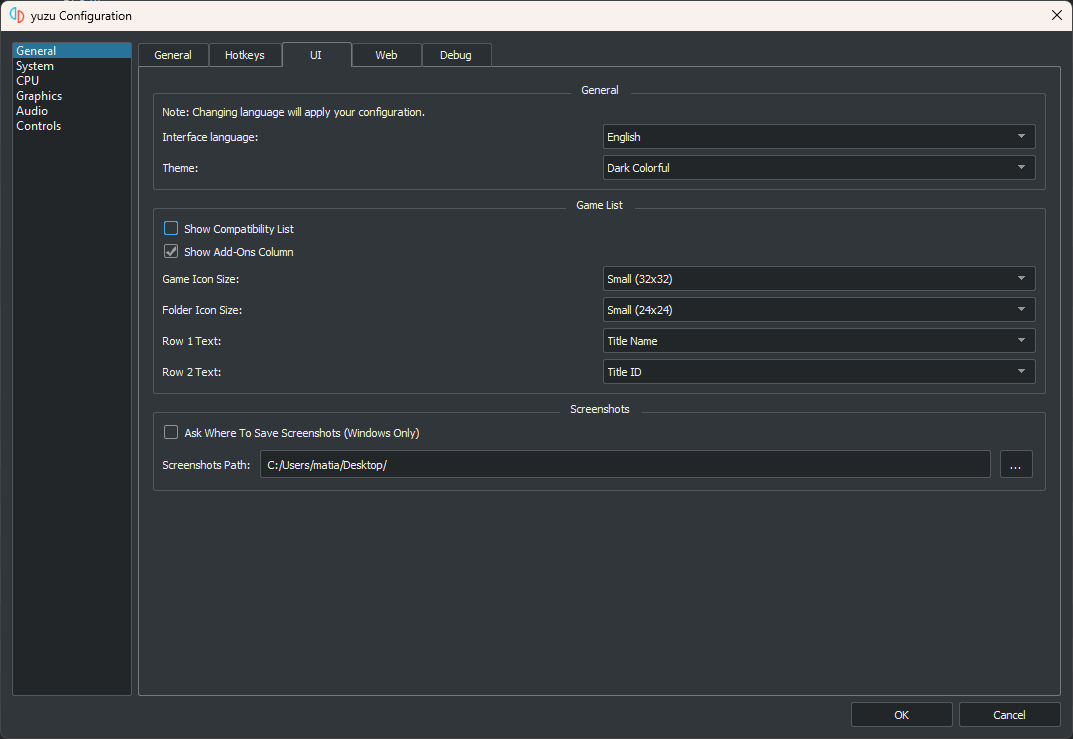 yuzu Configuration
General
System
CPU
Graphics
Audio
Controls
General Hotkeys UI Web Debug
General
Note: Changing language will apply your configuration.
Interface language: English
Theme: Dark Colorful
Game List
Show Compatibility List
Show Add-Ons Column
Game Icon Size: Small (32x32)
Folder Icon Size: Small (24x24)
Row 1 Text: Title Name
Row 2 Text: Title ID
Screenshots
Ask Where To Save Screenshots (Windows Only)
Screenshots Path: C:/Users/matia/Desktop/ ...
OK Cancel